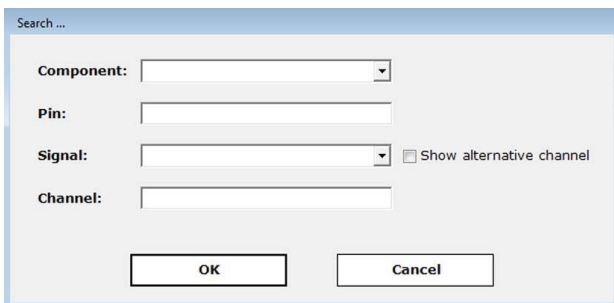 Search ...
Component:
Pin:
Signal: Show alternative channel
Channel:
OK Cancel